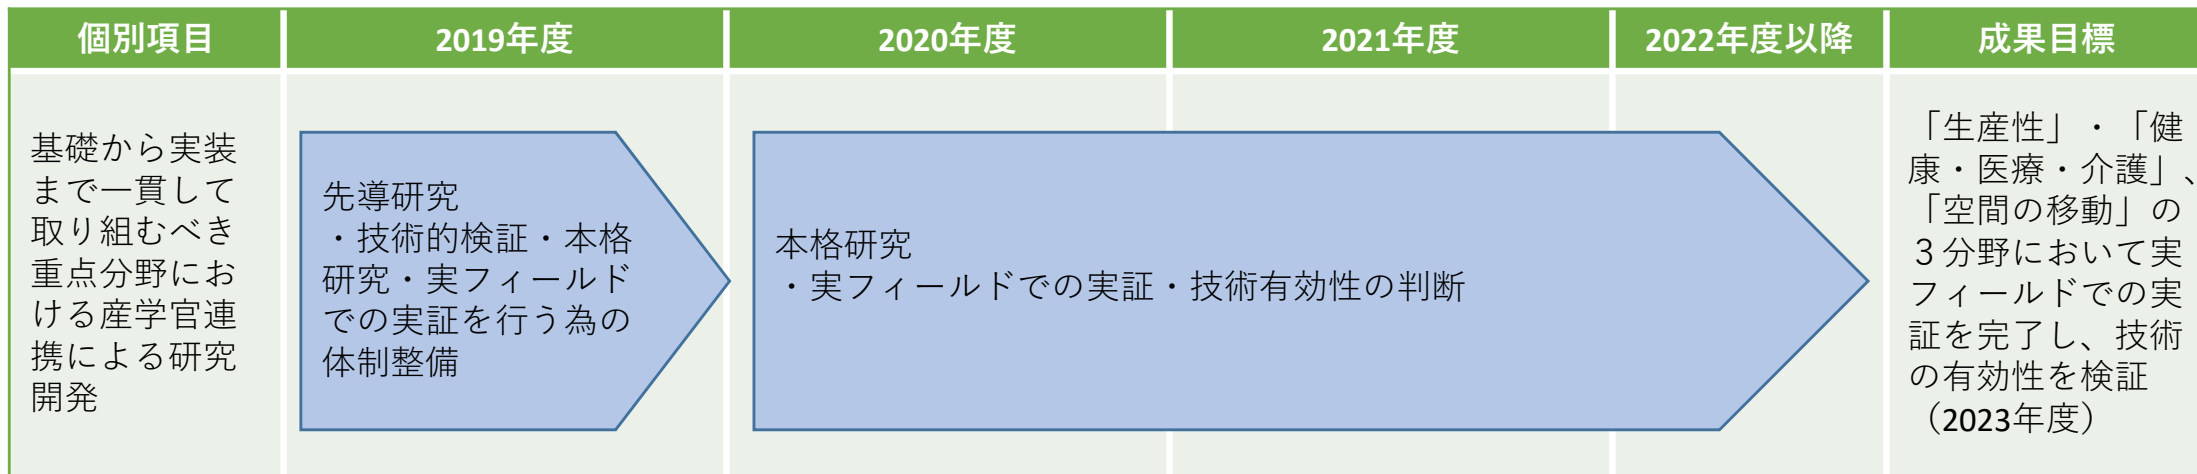 個別項目
2019年度
2020年度
2021年度
2022年度以降
成果目標
基礎から実装
まで一貫して
取り組むべき
重点分野にお
ける産学官連
携による研究
開発
先導研究
・技術的検証・本格
研究・実フィールド
での実証を行う為の
体制整備
本格研究
・実フィールドでの実証・技術有効性の判断
「生産性」・「健
康・医療・介護」、
「空間の移動」の
３分野において実
フィールドでの実
証を完了し、技術
の有効性を検証
（2023年度）